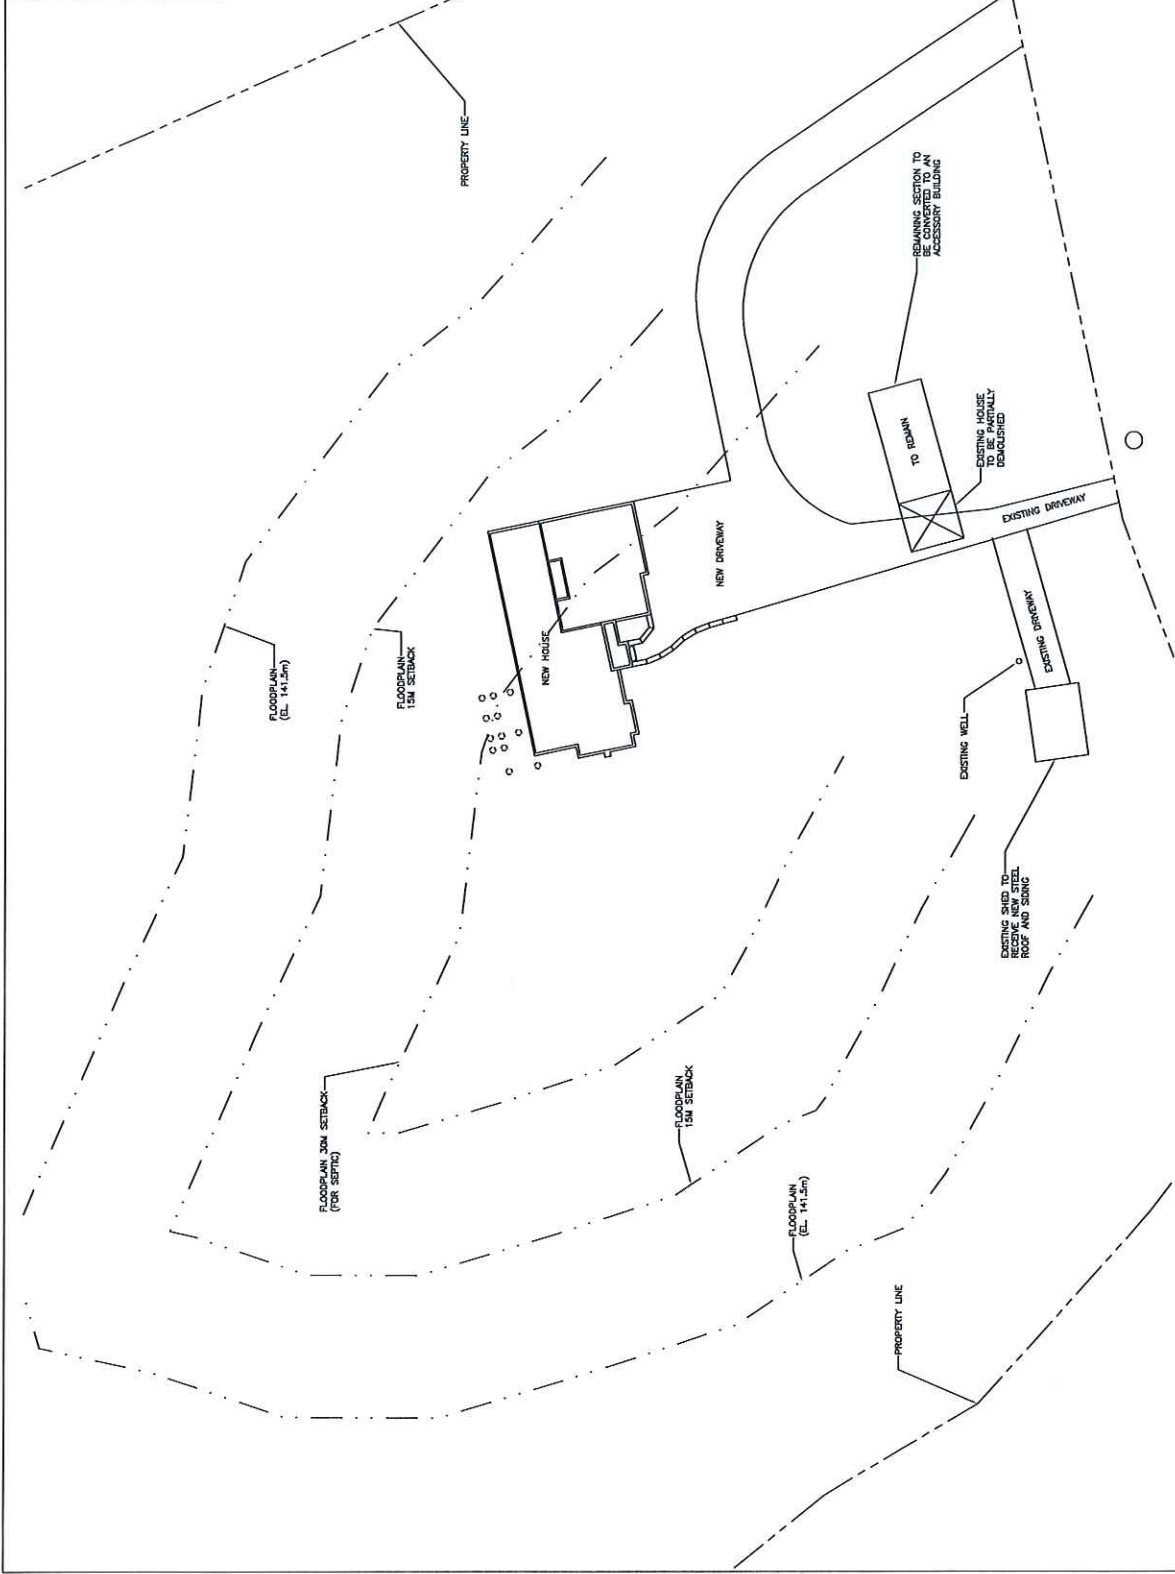 PROPERTY LINE
FLOODPLAIN
(EL. 141.5m)
FLOODPLAIN
15M SETBACK
NEW HOUSE
NEW DRIVEWAY
REMAINING SECTION TO
BE CONVERTED TO AN
ACCESSORY BUILDING
TO REMAIN
EXISTING HOUSE
TO BE PARTIALLY
DEMOLISHED
EXISTING DRIVEWAY
EXISTING DRIVEWAY
EXISTING WELL
EXISTING SHED TO
RECEIVE NEW STEEL
ROOF AND SIDING
FLOODPLAIN 30M SETBACK
(FOR SEPTIC)
FLOODPLAIN
15M SETBACK
FLOODPLAIN
(EL. 141.5m)
PROPERTY LINE